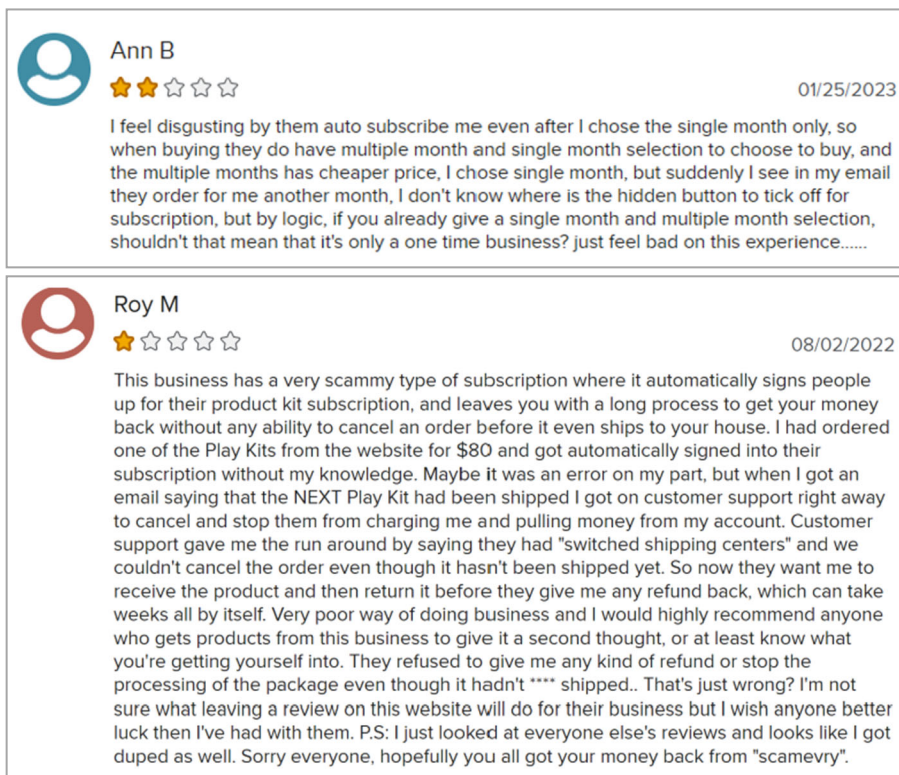 Ann B
01/25/2023
I feel disgusting by them auto subscribe me even after I chose the single month only, so
when buying they do have multiple month and single month selection to choose to buy, and
the multiple months has cheaper price, I chose single month, but suddenly I see in my email
they order for me another month, I don't know where is the hidden button to tick off for
subscription, but by logic, if you already give a single month and multiple month selection,
shouldn't that mean that it's only a one time business? just feel bad on this experience......
Roy M
08/02/2022
This business has a very scammy type of subscription where it automatically signs people
up for their product kit subscription, and leaves you with a long process to get your money
back without any ability to cancel an order before it even ships to your house. I had ordered
one of the Play Kits from the website for $80 and got automatically signed into their
subscription without my knowledge. Maybe it was an error on my part, but when I got an
email saying that the NEXT Play Kit had been shipped I got on customer support right away
to cancel and stop them from charging me and pulling money from my account. Customer
support gave me the run around by saying they had "switched shipping centers" and we
couldn't cancel the order even though it hasn't been shipped yet. So now they want me to
receive the product and then return it before they give me any refund back, which can take
weeks all by itself. Very poor way of doing business and I would highly recommend anyone
who gets products from this business to give it a second thought, or at least know what
you're getting yourself into. They refused to give me any kind of refund or stop the
processing of the package even though it hadn't **** shipped.. That's just wrong? I'm not
sure what leaving a review on this website will do for their business but I wish anyone better
luck then I've had with them. P.S: I just looked at everyone else's reviews and looks like I got
duped as well. Sorry everyone, hopefully you all got your money back from "scamevry".